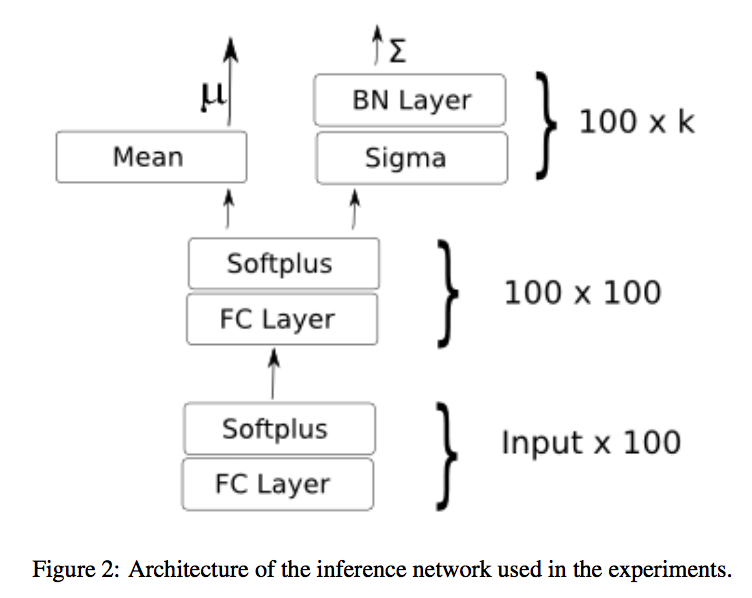 μ
Σ
BN Layer
100 x k
Mean
Sigma
Softplus
FC Layer
100 x 100
Softplus
FC Layer
Input x 100
Figure 2: Architecture of the inference network used in the experiments.